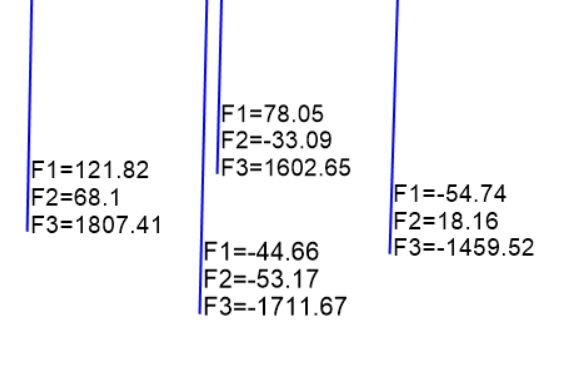 F1=78.05
F2=-33.09
F3=1602.65
F1=121.82
F2=68.1
F3=1807.41
F1=-54.74
F2=18.16
F3=-1459.52
F1=-44.66
F2=-53.17
F3=-1711.67